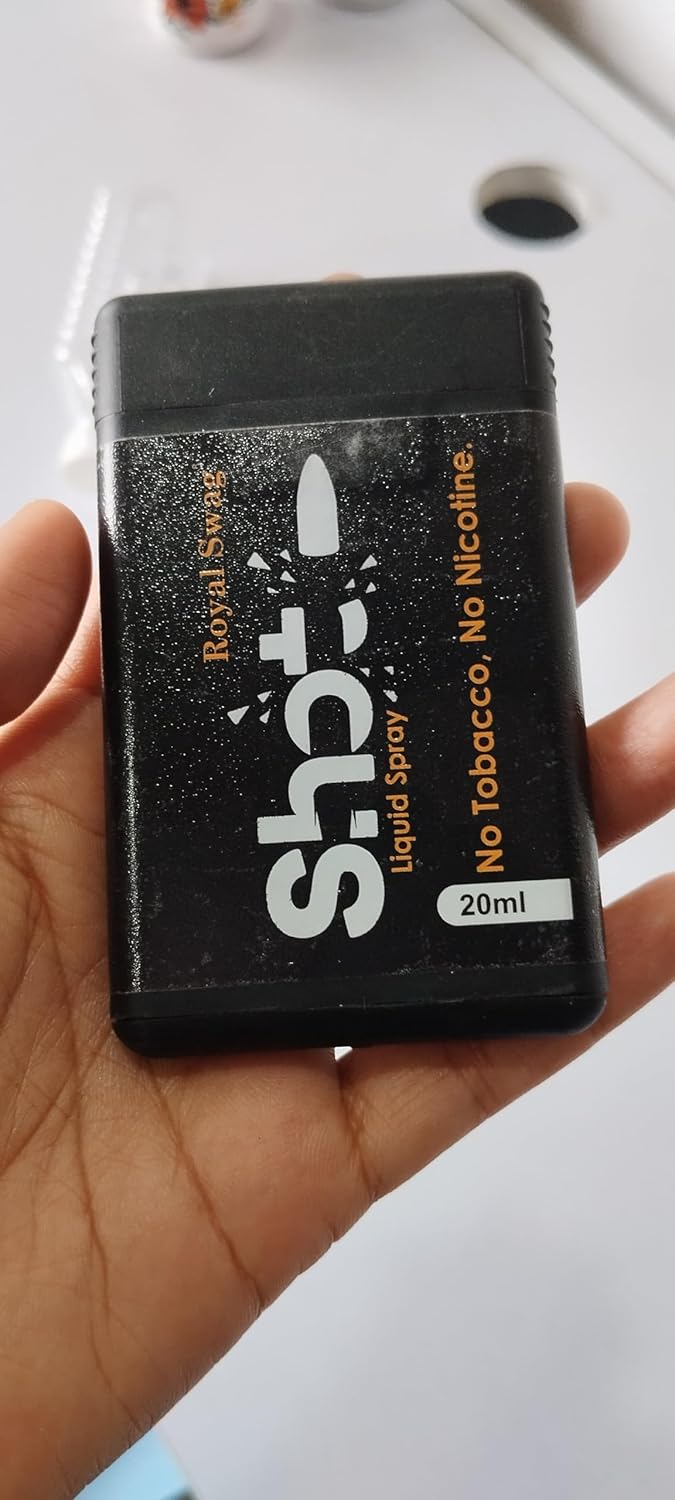 Royal Swag
Shot
Liquid Spray
No Tobacco, No Nicotine.
20ml